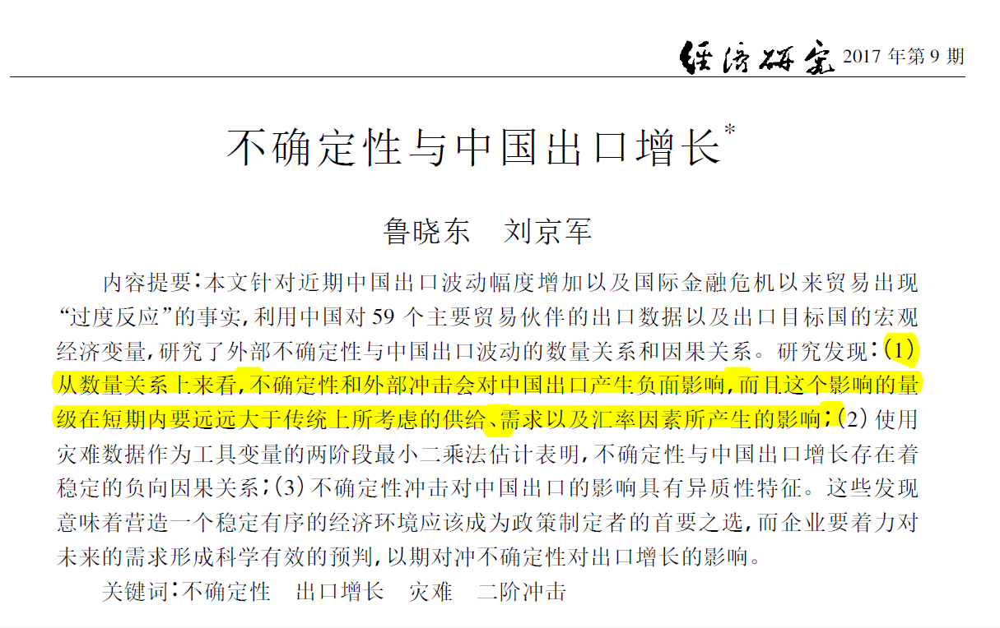 經濟研究 2017 年第 9 期
不确定性与中国出口增长*
鲁晓东 刘京军
内容提要:本文针对近期中国出口波动幅度增加以及国际金融危机以来贸易出现
“过度反应”的事实,利用中国对 59 个主要贸易伙伴的出口数据以及出口目标国的宏观
经济变量,研究了外部不确定性与中国出口波动的数量关系和因果关系。研究发现:(1)
从数量关系上来看,不确定性和外部冲击会对中国出口产生负面影响,而且这个影响的量
级在短期内要远远大于传统上所考虑的供给、需求以及汇率因素所产生的影响;(2)使用
灾难数据作为工具变量的两阶段最小二乘法估计表明,不确定性与中国出口增长存在着
稳定的负向因果关系;(3)不确定性冲击对中国出口的影响具有异质性特征。这些发现
意味着营造一个稳定有序的经济环境应该成为政策制定者的首要之选,而企业要着力对
未来的需求形成科学有效的预判,以期对冲不确定性对出口增长的影响。
关键词:不确定性 出口增长 灾难 二阶冲击